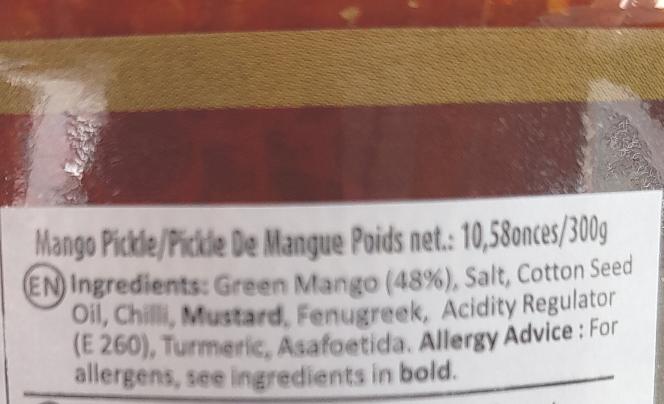 Mango Pickle/Pickle De Mangue Poids net.: 10,58onces/300g
EN Ingredients: Green Mango (48%), Salt, Cotton Seed
Oil, Chilli, Mustard, Fenugreek, Acidity Regulator
(E 260), Turmeric, Asafoetida. Allergy Advice : For
allergens, see ingredients in bold.